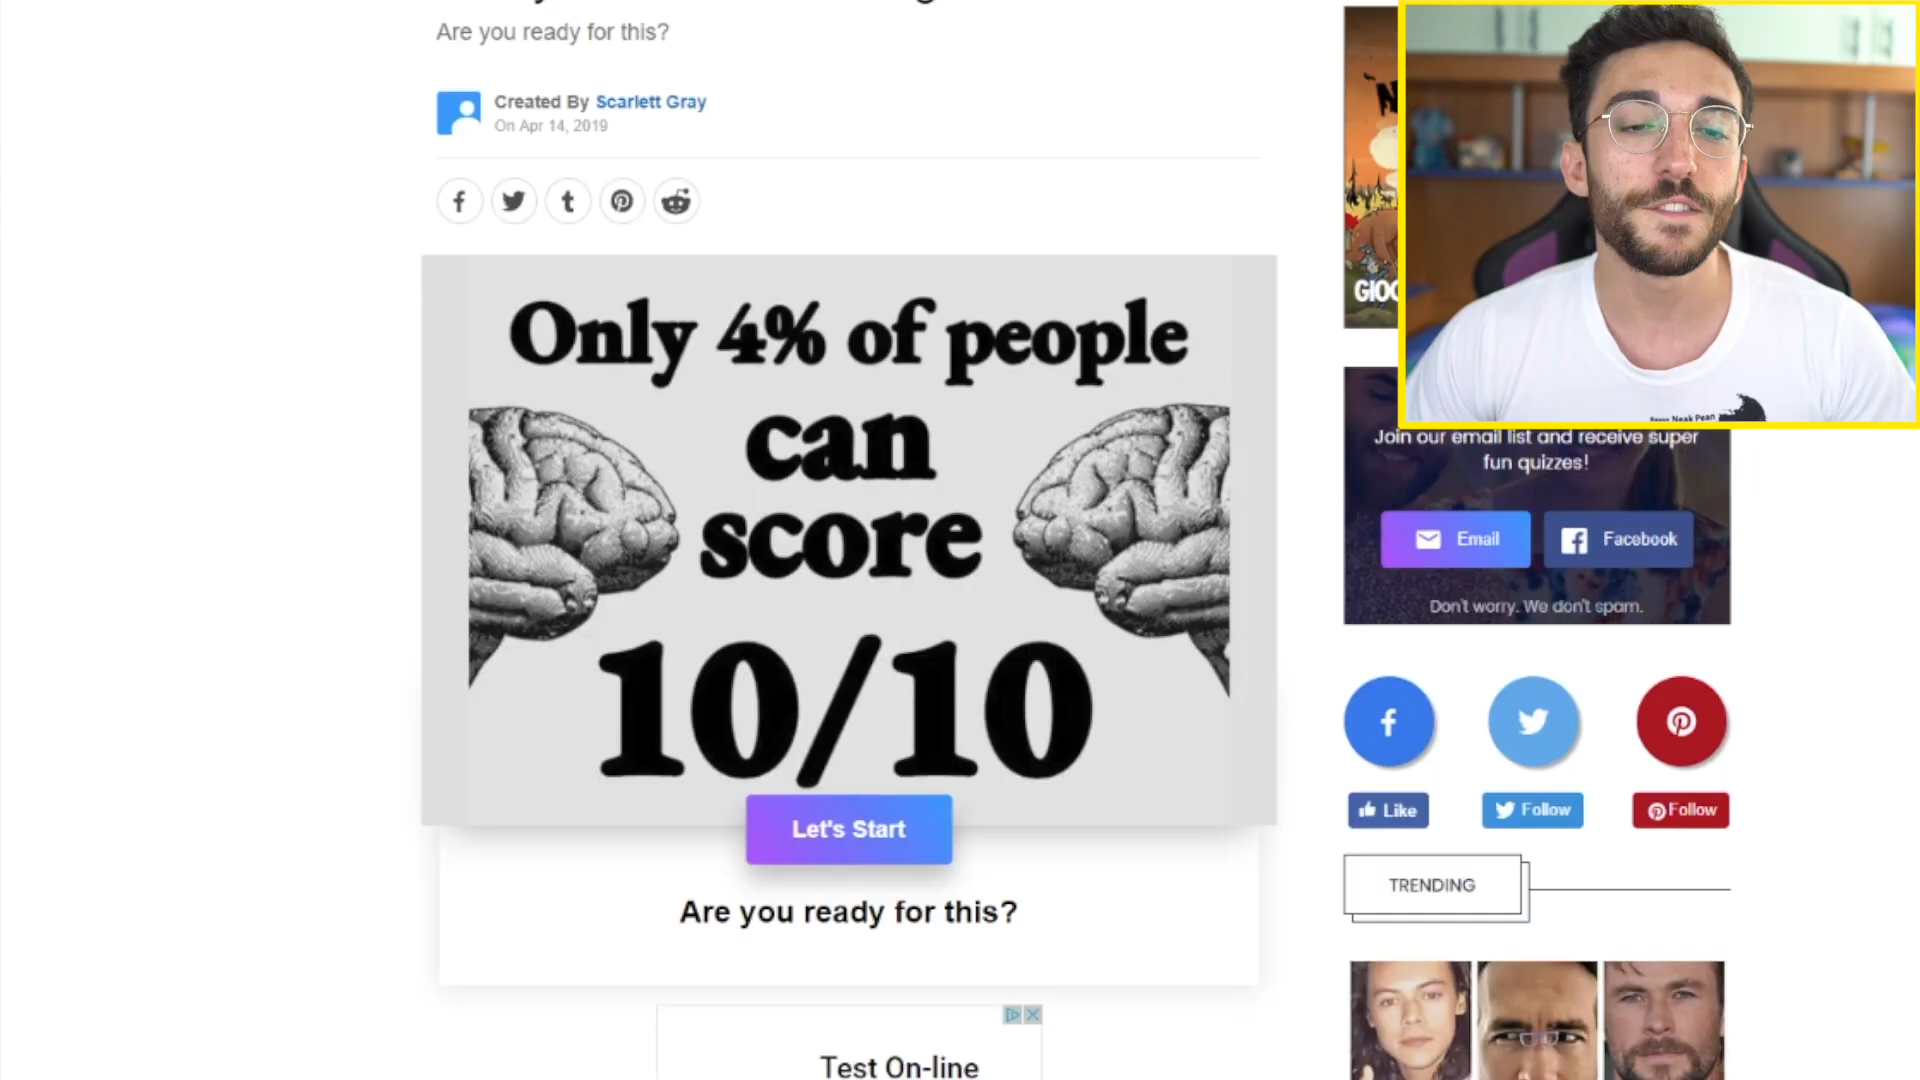 Are you ready for this?
Created By Scarlett Gray
On Apr 14, 2019
Only 4% of people
can
score
10/10
Let's Start
Are you ready for this?
Test On-line
Join our email list and receive super
fun quizzes!
Email
Facebook
Don't worry. We don't spam.
Like
Follow
Follow
TRENDING
Neak Pean